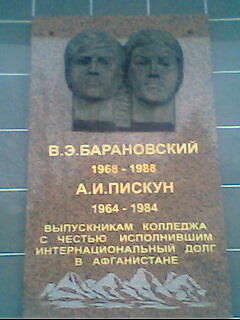 В.Э.БАРАНОВСКИЙ
1968 - 1988
А.И.ПИСКУН
1964 - 1984
ВЫПУСКНИКАМ КОЛЛЕДЖА
С ЧЕСТЬЮ ИСПОЛНИВШИМ
ИНТЕРНАЦИОНАЛЬНЫЙ ДОЛГ
В АФГАНИСТАНЕ